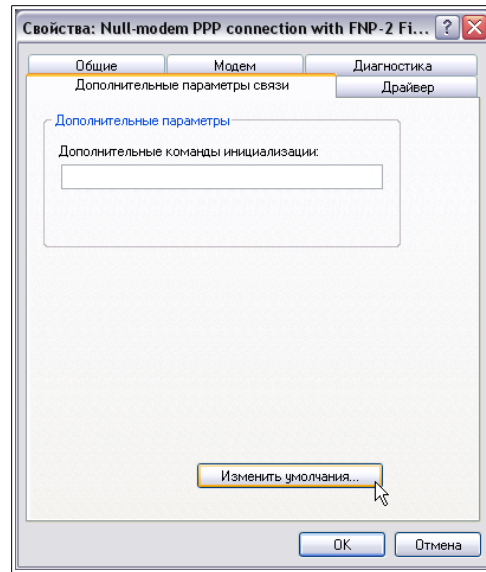 Свойства: Null-modem PPP connection with FNP-2 Fi... ?
Общие Модем Диагностика
Дополнительные параметры связи Драйвер
Дополнительные параметры
Дополнительные команды инициализации:
Изменить умолчания...
OK Отмена